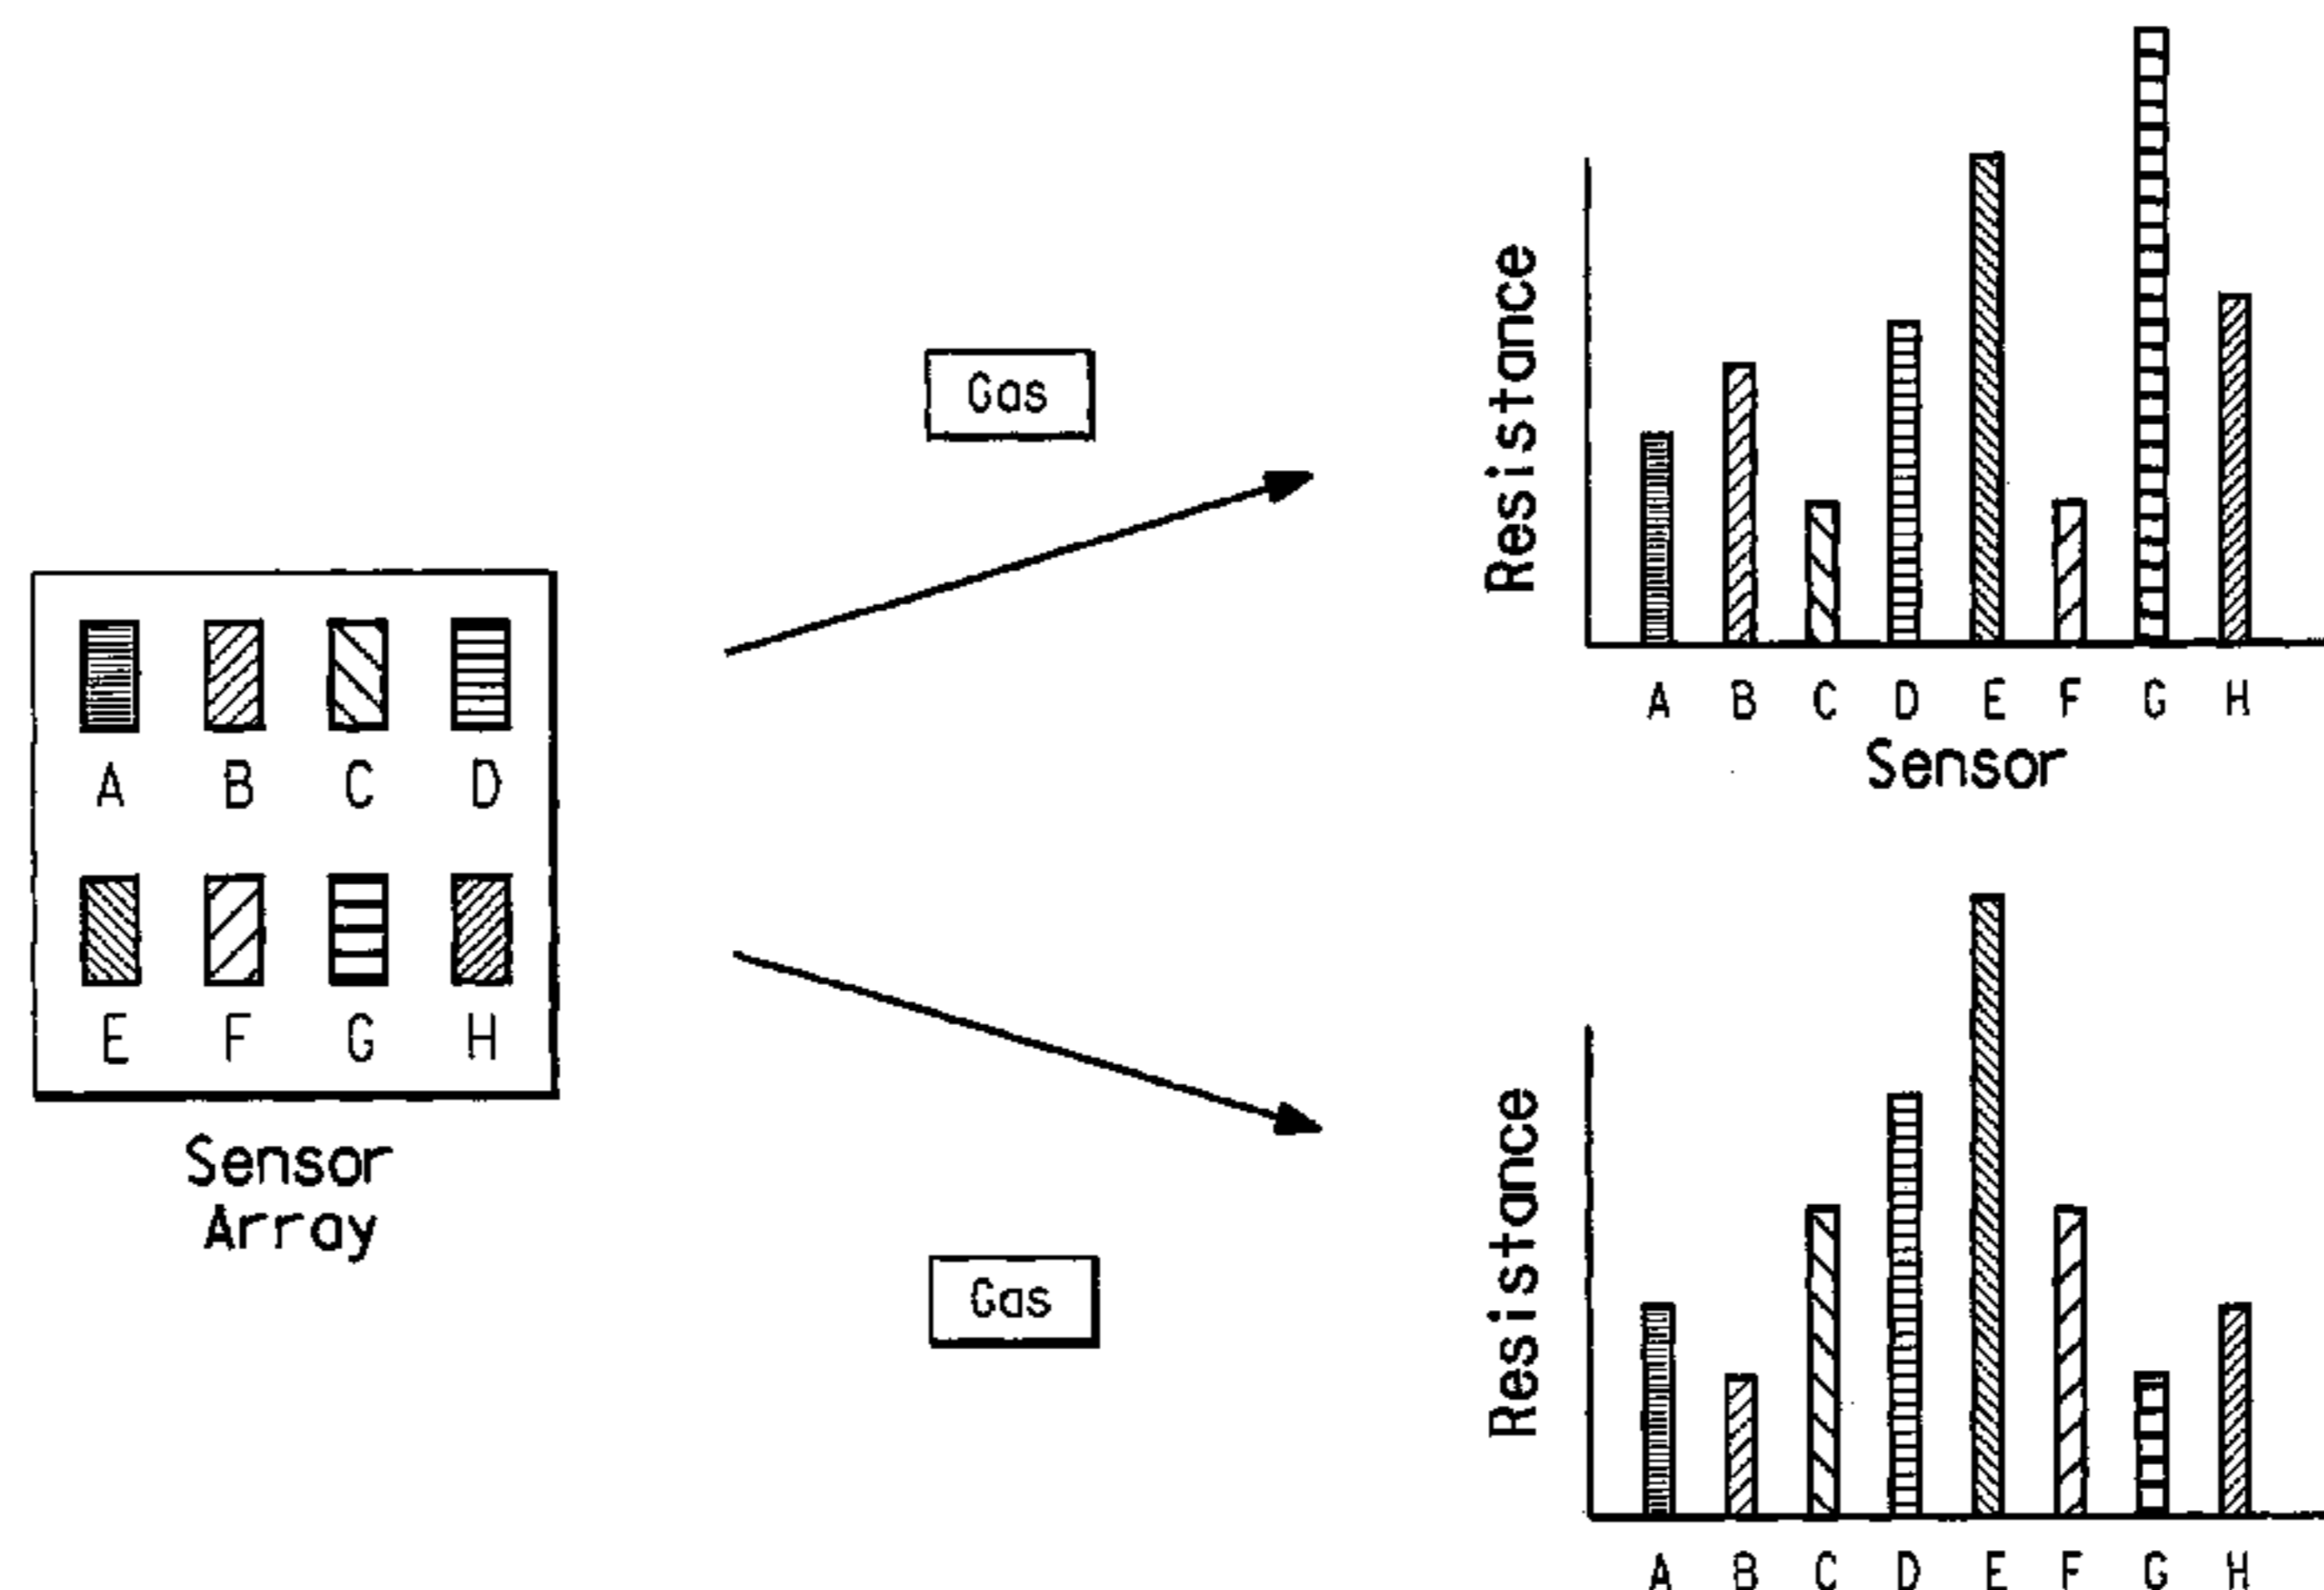 Gas
A B C D
E F G H
Sensor
Array
Gas
Resistance
A B C D E F G H
Sensor
Resistance
A B C D E F G H